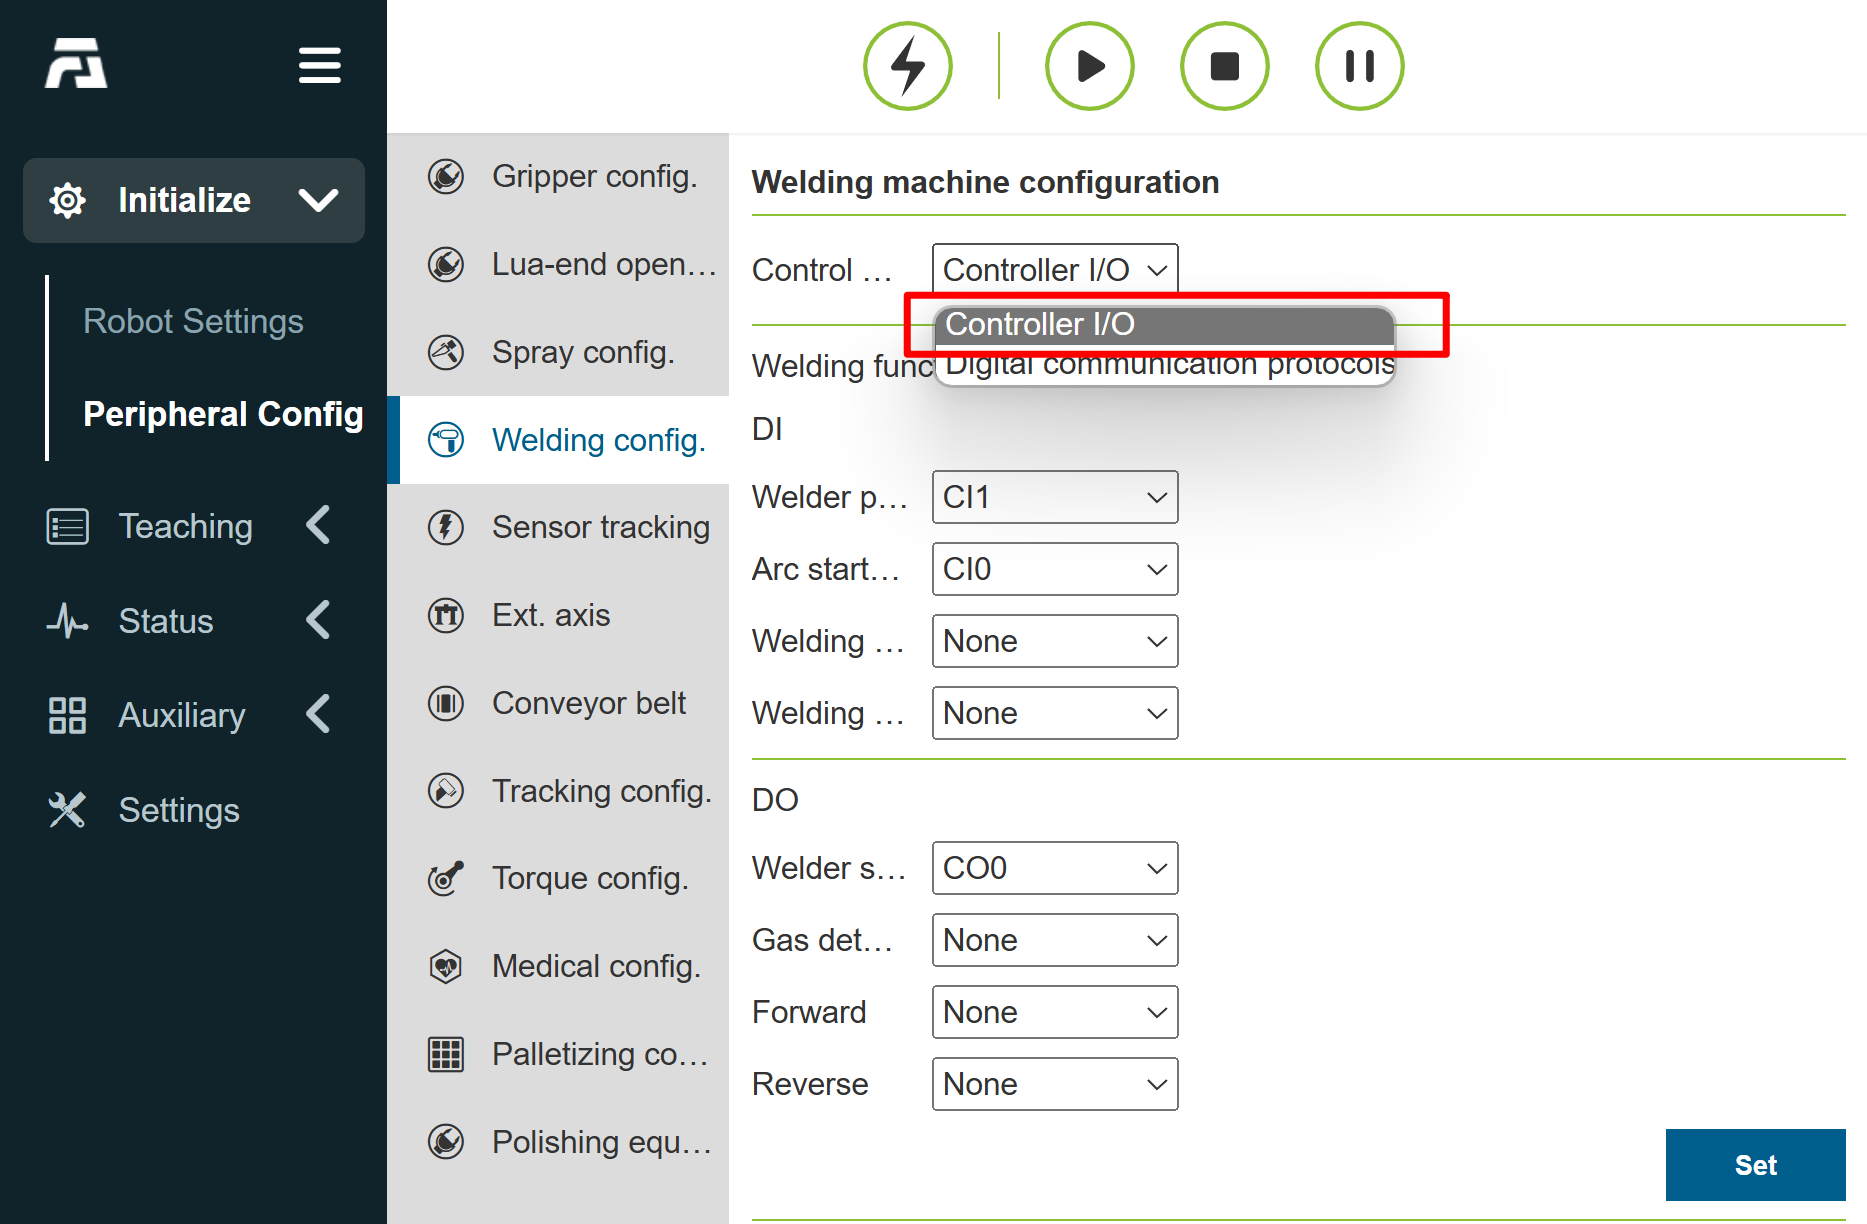 Initialize
Robot Settings
Peripheral Config
Teaching
Status
Auxiliary
Settings
Gripper config.
Lua-end open…
Spray config.
Welding config.
Sensor tracking
Ext. axis
Conveyor belt
Tracking config.
Torque config.
Medical config.
Palletizing co…
Polishing equ…
Welding machine configuration
Control … Controller I/O
Controller I/O
Digital communication protocols
Welding func
DI
Welder p… CI1
Arc start… CI0
Welding … None
Welding … None
DO
Welder s… CO0
Gas det… None
Forward None
Reverse None
Set